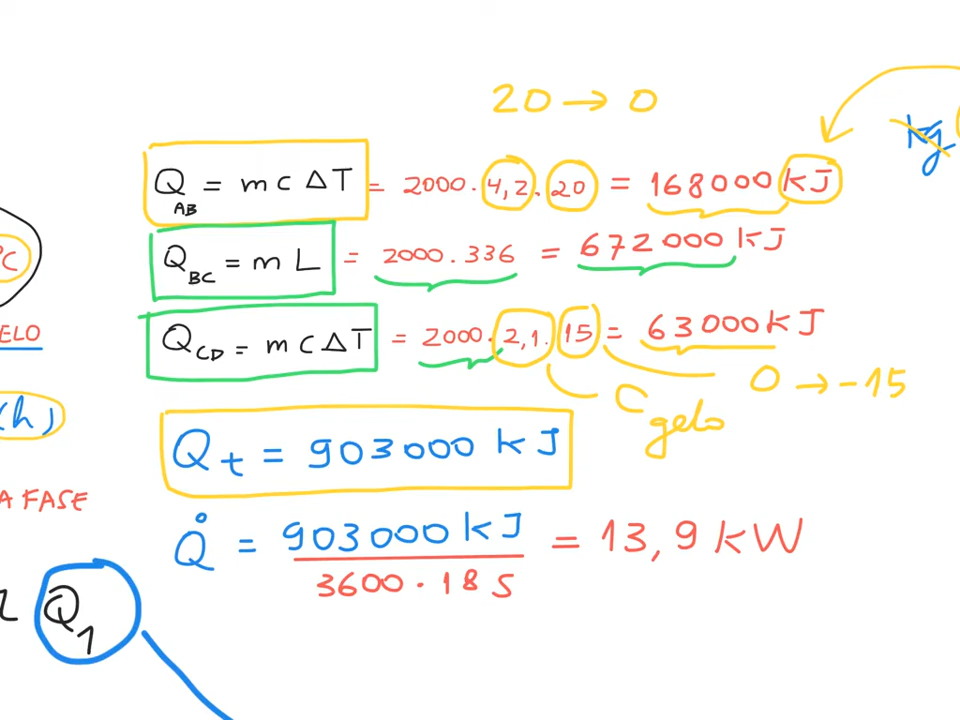 20 → 0
kg
Q_AB = m c ΔT = 2000 . 4,2 . 20 = 168000 kJ
Q_BC = m L = 2000 . 336 = 672000 kJ
°C
Q_CD = m c ΔT = 2000 . 2,1 . 15 = 63000 kJ
ELO
0 → -15
C gelo
(h)
Q_t = 903000 kJ
A FASE
Q̇ = 903000 kJ / 3600 . 18 s = 13,9 kW
Q_1